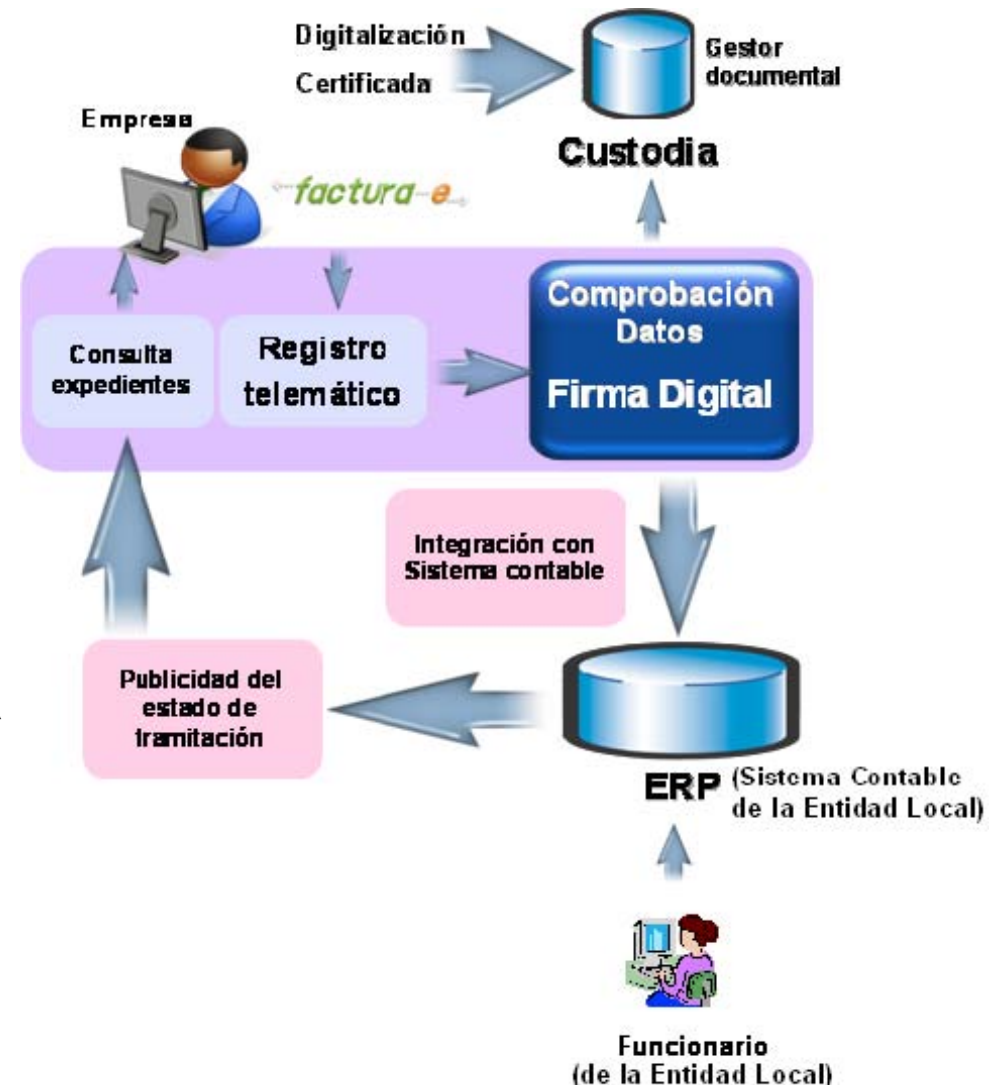 Digitalización
Certificada
Gestor
documental
Custodia
Empresa
factura-e
Comprobación
Datos
Firma Digital
Consulta
expedientes
Registro
telemático
Integración con
Sistema contable
Publicidad del
estado de
tramitación
ERP (Sistema Contable
de la Entidad Local)
Funcionario
(de la Entidad Local)